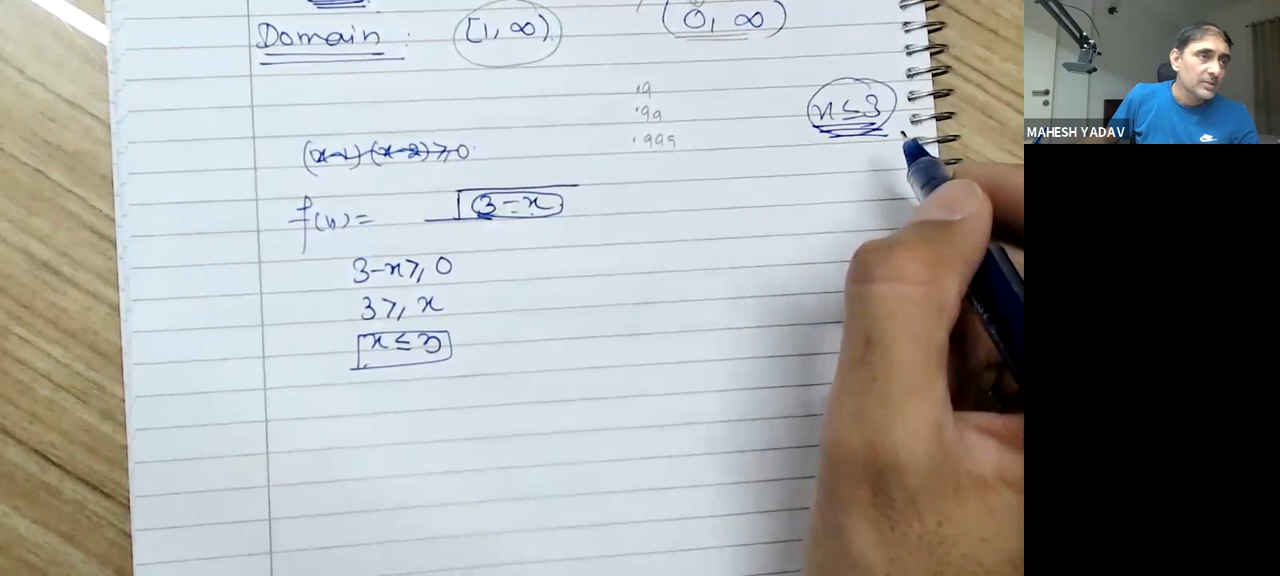 Domain : [1, ∞) (0, ∞)
.9
.99
.999
x ≤ 3
(x-1)(x-2) ≥ 0
f(x) = √(3-x)
3-x ≥ 0
3 ≥ x
x ≤ 3
MAHESH YADAV